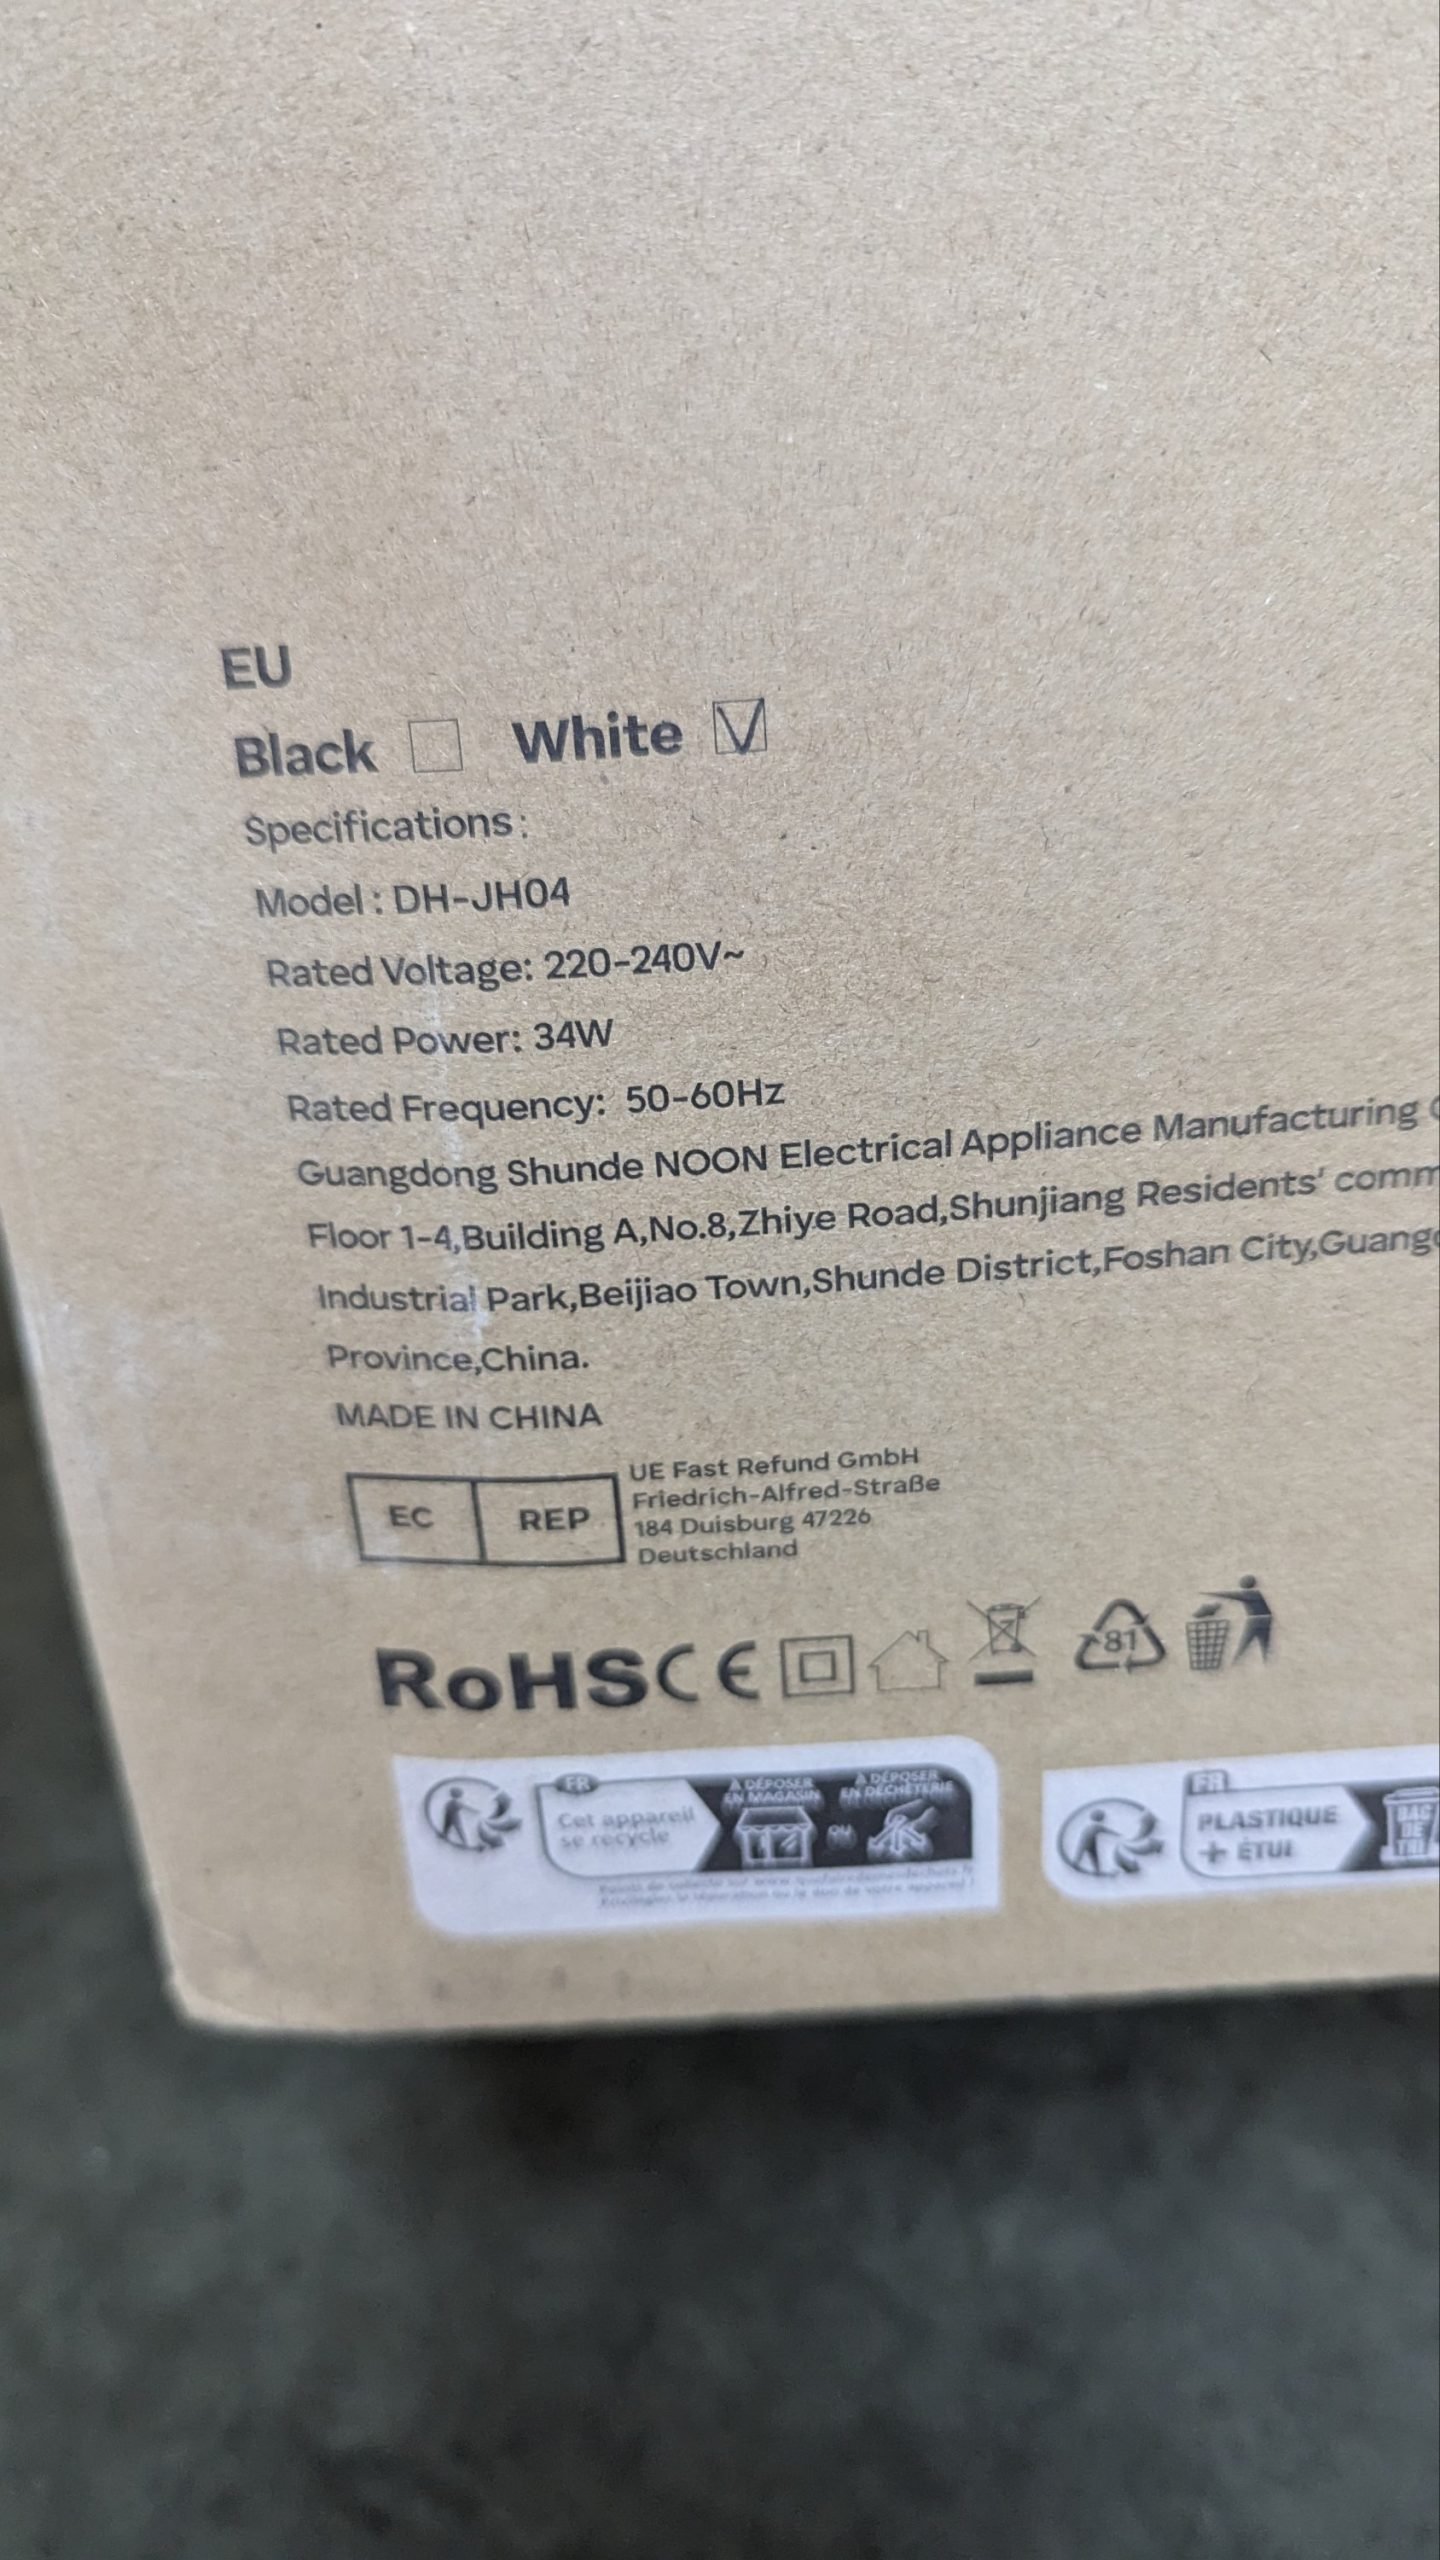 EU
Black White
Specifications:
Model: DH-JH04
Rated Voltage: 220-240V~
Rated Power: 34W
Rated Frequency: 50-60Hz
Guangdong Shunde NOON Electrical Appliance Manufacturing
Floor 1-4,Building A,No.8,Zhiye Road,Shunjiang Residents' comm
Industrial Park,Beijiao Town,Shunde District,Foshan City,Guang
Province,China.
MADE IN CHINA
EC REP
UE Fast Refund GmbH
Friedrich-Alfred-Straße
184 Duisburg 47226
Deutschland
RoHS CE
81
FR
Cet appareil
se recycle
À DÉPOSER
EN MAGASIN
OU
À DÉPOSER
EN DÉCHÈTERIE
FR
PLASTIQUE
+ ÉTUI
BAC
DE
TRI